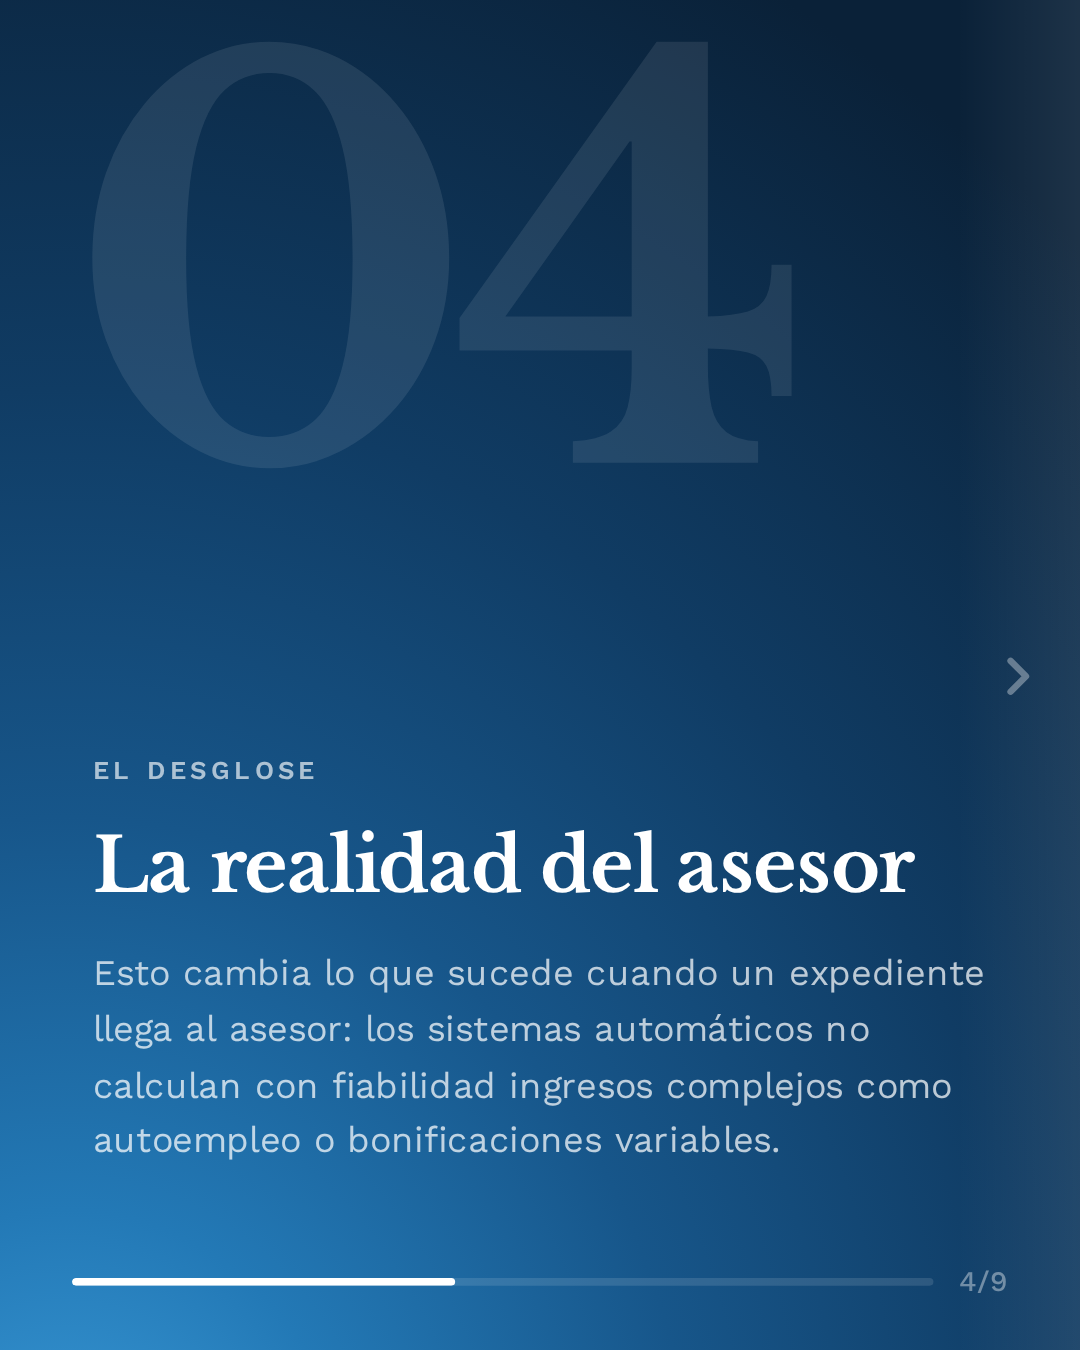 04
EL DESGLOSE
La realidad del asesor
Esto cambia lo que sucede cuando un expediente
llega al asesor: los sistemas automáticos no
calculan con fiabilidad ingresos complejos como
autoempleo o bonificaciones variables.
4/9